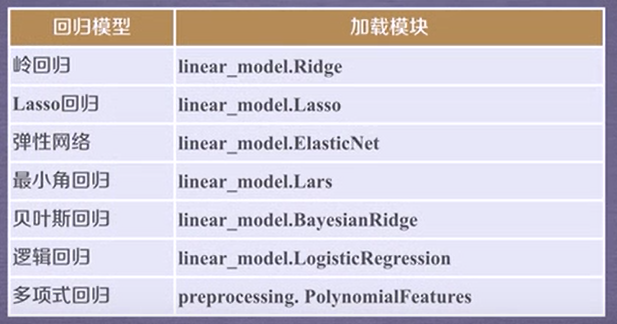 回归模型 加载模块
岭回归 linear_model.Ridge
Lasso回归 linear_model.Lasso
弹性网络 linear_model.ElasticNet
最小角回归 linear_model.Lars
贝叶斯回归 linear_model.BayesianRidge
逻辑回归 linear_model.LogisticRegression
多项式回归 preprocessing. PolynomialFeatures